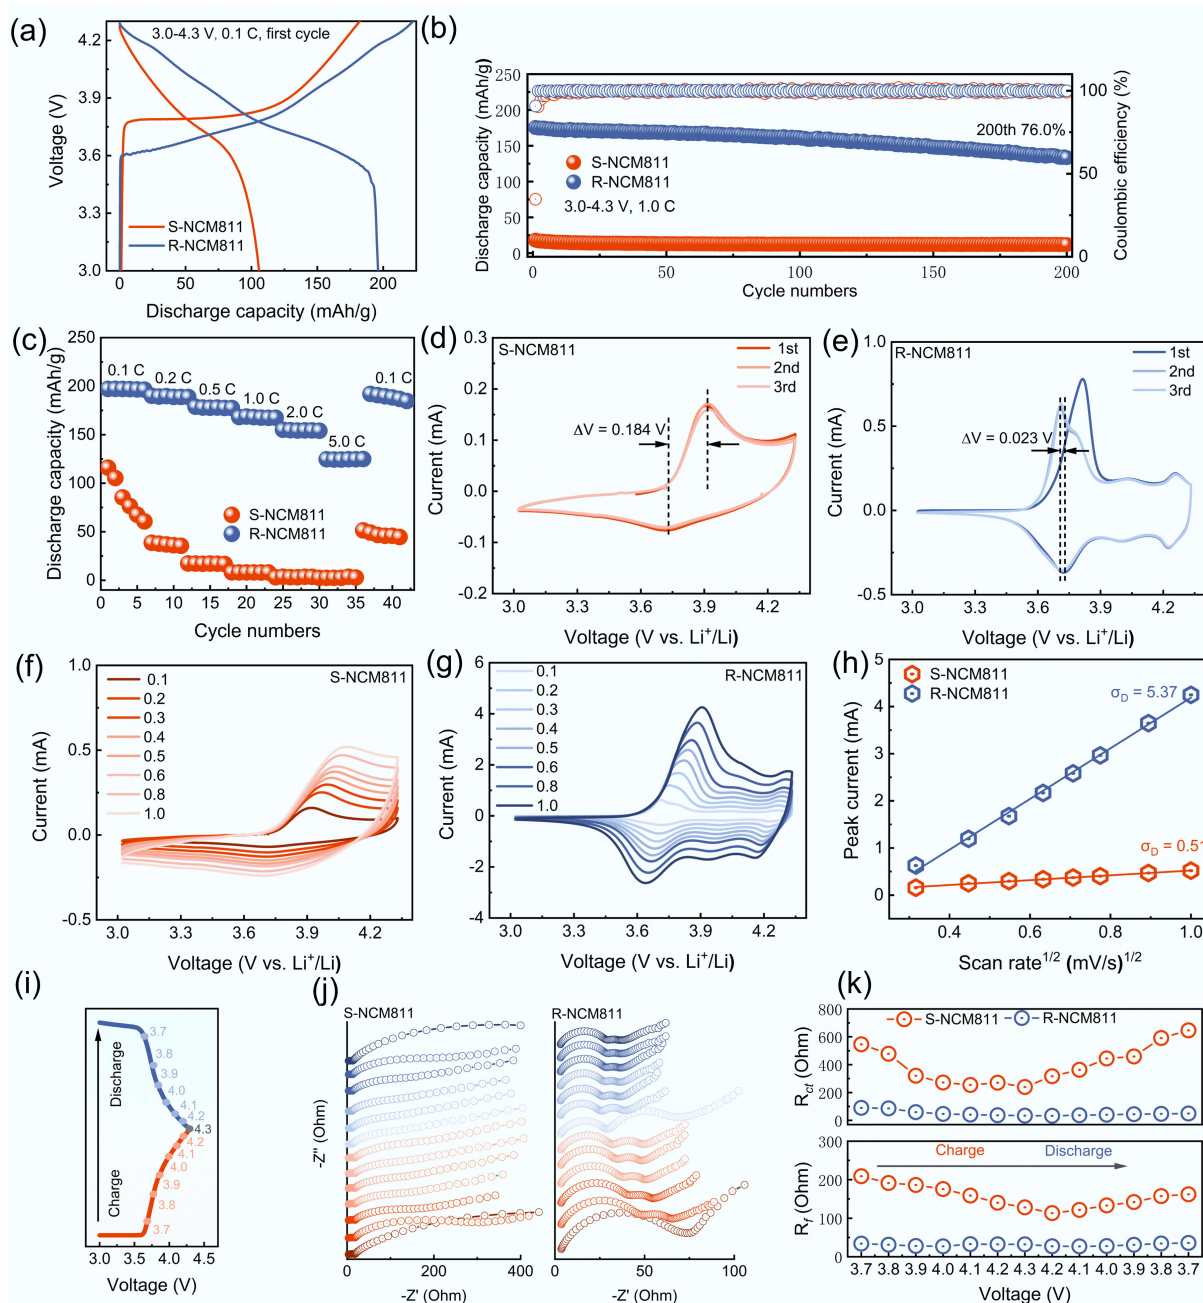 (a)
3.0-4.3 V, 0.1 C, first cycle
4.2
3.9
3.6
3.3
3.0
Voltage (V)
S-NCM811
R-NCM811
0 50 100 150 200
Discharge capacity (mAh/g)
(b)
250
200
150
100
50
0
Discharge capacity (mAh/g)
200th 76.0%
S-NCM811
R-NCM811
3.0-4.3 V, 1.0 C
100
80
60
40
20
0
Coulombic efficiency (%)
0 50 100 150 200
Cycle numbers
(c)
250
200
150
100
50
0
Discharge capacity (mAh/g)
0.1 C 0.2 C 0.5 C 1.0 C 2.0 C 5.0 C 0.1 C
S-NCM811
R-NCM811
0 5 10 15 20 25 30 35 40
Cycle numbers
(d)
S-NCM811
1st
2nd
3rd
ΔV = 0.184 V
0.3
0.2
0.1
0.0
-0.1
-0.2
Current (mA)
3.0 3.3 3.6 3.9 4.2
Voltage (V vs. Li⁺/Li)
(e)
R-NCM811
1st
2nd
3rd
ΔV = 0.023 V
1.0
0.5
0.0
-0.5
Current (mA)
3.0 3.3 3.6 3.9 4.2
Voltage (V vs. Li⁺/Li)
(f)
S-NCM811
0.1
0.2
0.3
0.4
0.5
0.6
0.8
1.0
1.0
0.5
0.0
-0.5
Current (mA)
3.0 3.3 3.6 3.9 4.2
Voltage (V vs. Li⁺/Li)
(g)
R-NCM811
0.1
0.2
0.3
0.4
0.5
0.6
0.8
1.0
6
4
2
0
-2
-4
Current (mA)
3.0 3.3 3.6 3.9 4.2
Voltage (V vs. Li⁺/Li)
(h)
S-NCM811
R-NCM811
σD = 5.37
σD = 0.51
5
4
3
2
1
0
Peak current (mA)
0.4 0.6 0.8 1.0
Scan rate¹ᐟ² (mV/s)¹ᐟ²
(i)
Discharge
Charge
3.7
3.8
3.9
4.0
4.1
4.2
4.3
4.2
4.1
4.0
3.9
3.8
3.7
3.0 3.5 4.0 4.5
Voltage (V)
(j)
S-NCM811
R-NCM811
-Z'' (Ohm)
0 200 400
-Z' (Ohm)
0 50 100
-Z' (Ohm)
(k)
S-NCM811 R-NCM811
800
600
400
200
0
Rct (Ohm)
300
200
100
0
Rf (Ohm)
Charge Discharge
3.7 3.8 3.9 4.0 4.1 4.2 4.3 4.2 4.1 4.0 3.9 3.8 3.7
Voltage (V)